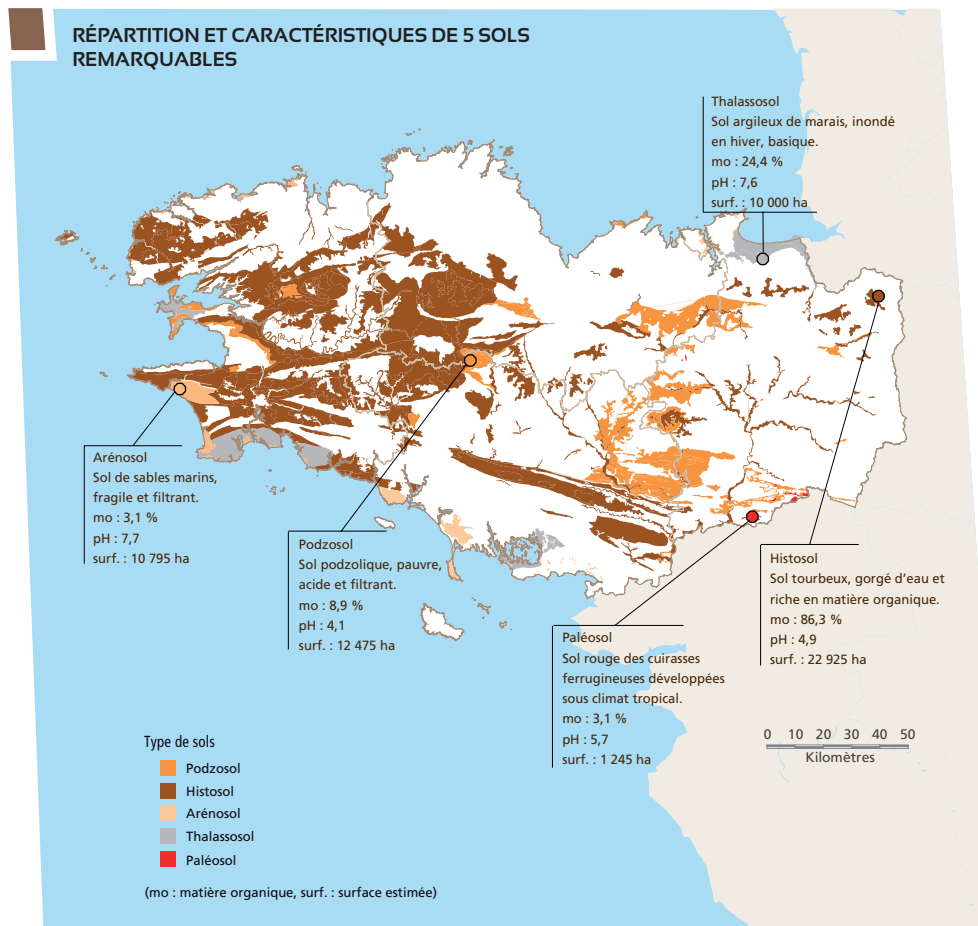 RÉPARTITION ET CARACTÉRISTIQUES DE 5 SOLS
REMARQUABLES
Thalassosol
Sol argileux de marais, inondé
en hiver, basique.
mo : 24,4 %
pH : 7,6
surf. : 10 000 ha
Arénosol
Sol de sables marins,
fragile et filtrant.
mo : 3,1 %
pH : 7,7
surf. : 10 795 ha
Podzosol
Sol podzolique, pauvre,
acide et filtrant.
mo : 8,9 %
pH : 4,1
surf. : 12 475 ha
Histosol
Sol tourbeux, gorgé d’eau et
riche en matière organique.
mo : 86,3 %
pH : 4,9
surf. : 22 925 ha
Paléosol
Sol rouge des cuirasses
ferrugineuses développées
sous climat tropical.
mo : 3,1 %
pH : 5,7
surf. : 1 245 ha
0 10 20 30 40 50
Kilomètres
Type de sols
Podzosol
Histosol
Arénosol
Thalassosol
Paléosol
(mo : matière organique, surf. : surface estimée)